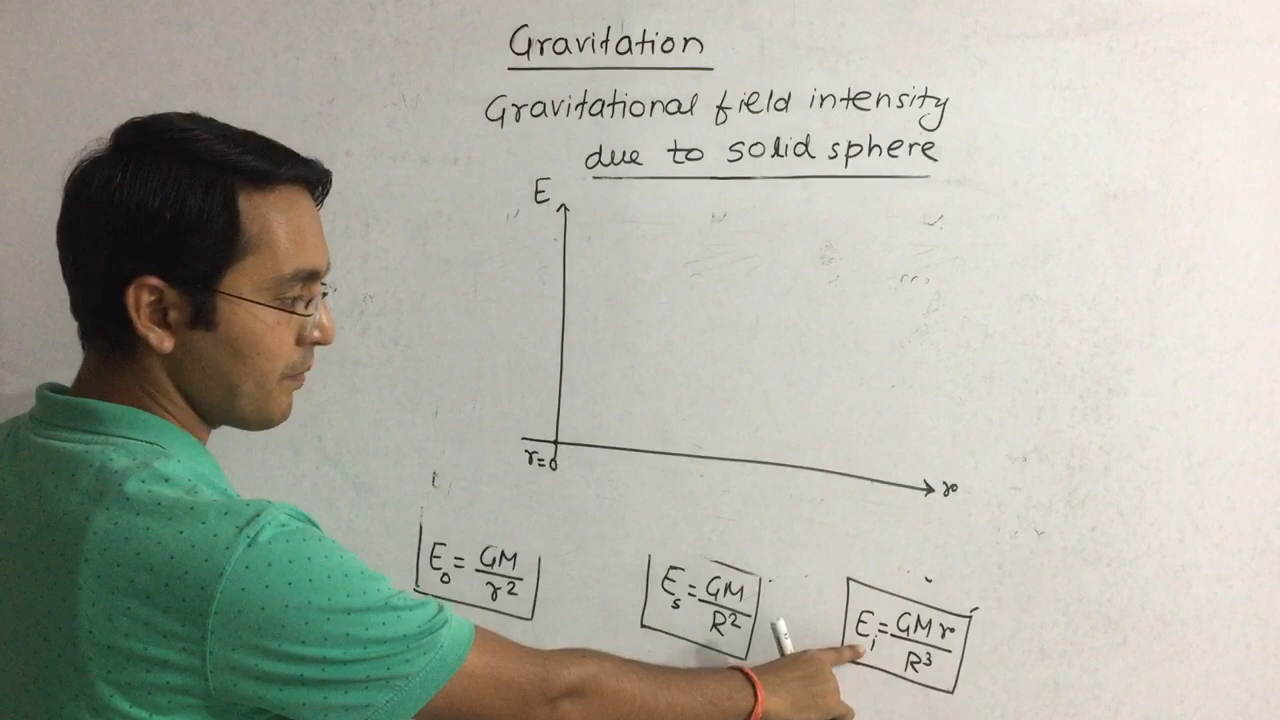 Gravitation
Gravitational field intensity
due to solid sphere
E
r=0
r
E₀ = GM/r²
Eₛ = GM/R²
Eᵢ = GMr/R³